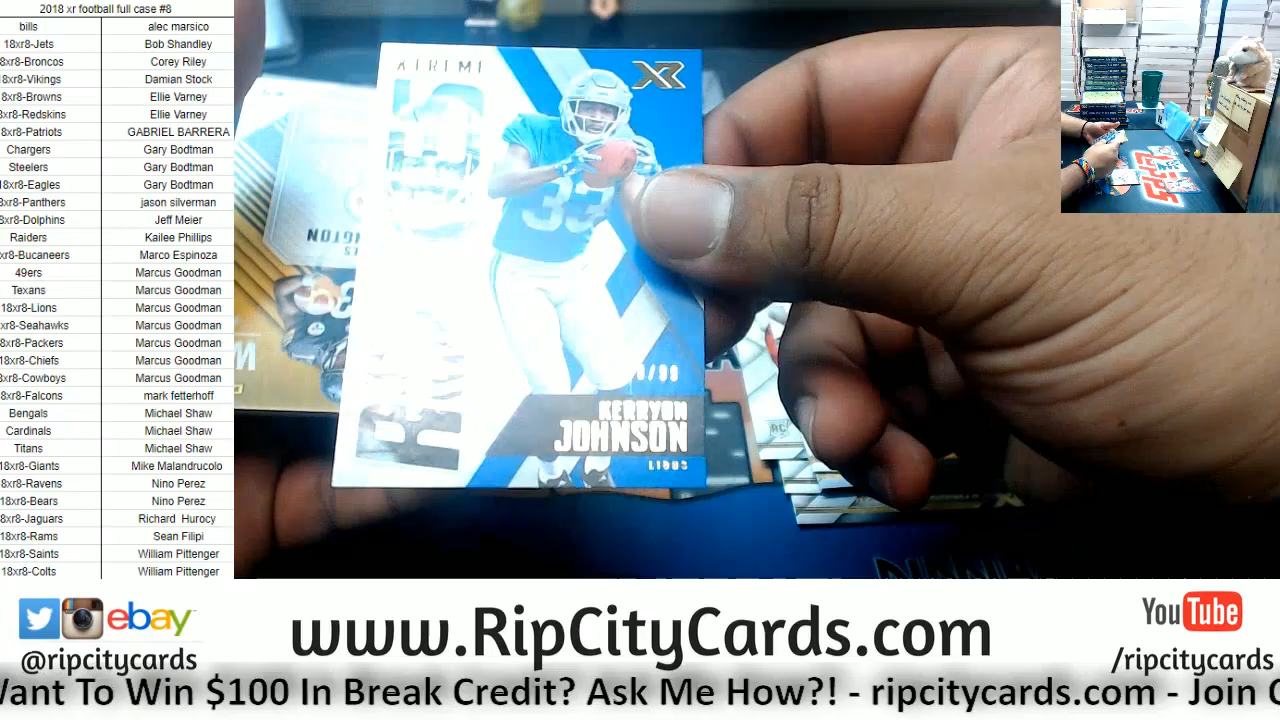 2018 xr football full case #8
bills alec marsico
18xr8-Jets Bob Shandley
8xr8-Broncos Corey Riley
18xr8-Vikings Damian Stock
8xr8-Browns Ellie Varney
8xr8-Redskins Ellie Varney
8xr8-Patriots GABRIEL BARRERA
Chargers Gary Bodtman
Steelers Gary Bodtman
18xr8-Eagles Gary Bodtman
8xr8-Panthers jason silverman
8xr8-Dolphins Jeff Meier
Raiders Kailee Phillips
xr8-Bucaneers Marco Espinoza
49ers Marcus Goodman
Texans Marcus Goodman
18xr8-Lions Marcus Goodman
xr8-Seahawks Marcus Goodman
8xr8-Packers Marcus Goodman
8xr8-Chiefs Marcus Goodman
8xr8-Cowboys Marcus Goodman
8xr8-Falcons mark fetterhoff
Bengals Michael Shaw
Cardinals Michael Shaw
Titans Michael Shaw
18xr8-Giants Mike Malandrucolo
8xr8-Ravens Nino Perez
18xr8-Bears Nino Perez
8xr8-Jaguars Richard Hurocy
18xr8-Rams Sean Filipi
18xr8-Saints William Pittenger
18xr8-Colts William Pittenger
XTREME
XR
33
KERRYON
JOHNSON
LIONS
ebay
@ripcitycards
www.RipCityCards.com
YouTube
/ripcitycards
Want To Win $100 In Break Credit? Ask Me How?! - ripcitycards.com - Join